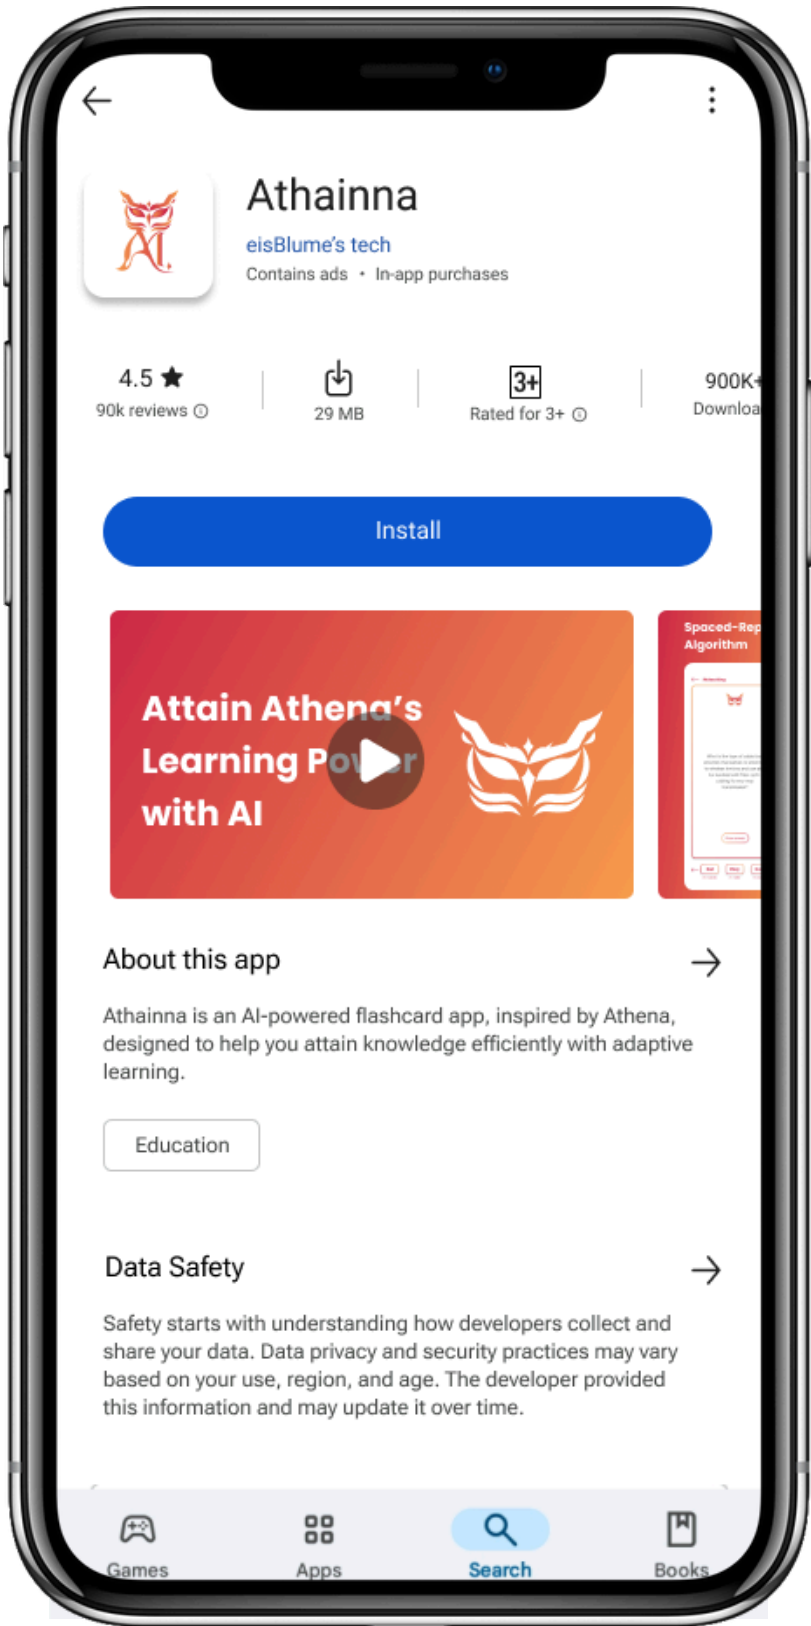 Athainna
eisBlume's tech
Contains ads • In-app purchases
4.5 ★
90k reviews
29 MB
3+
Rated for 3+
900K+
Downloa
Install
Attain Athena's
Learning Power
with AI
Spaced-Rep
Algorithm
About this app
Athainna is an AI-powered flashcard app, inspired by Athena,
designed to help you attain knowledge efficiently with adaptive
learning.
Education
Data Safety
Safety starts with understanding how developers collect and
share your data. Data privacy and security practices may vary
based on your use, region, and age. The developer provided
this information and may update it over time.
Games
Apps
Search
Books